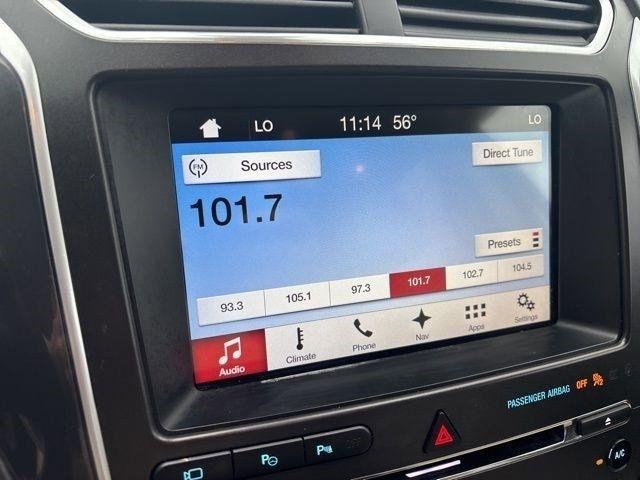 LO 11:14 56° LO
FM Sources Direct Tune
101.7
Presets
93.3 105.1 97.3 101.7 102.7 104.5
Audio Climate Phone Nav Apps Settings
PASSENGER AIRBAG OFF
P P
A/C